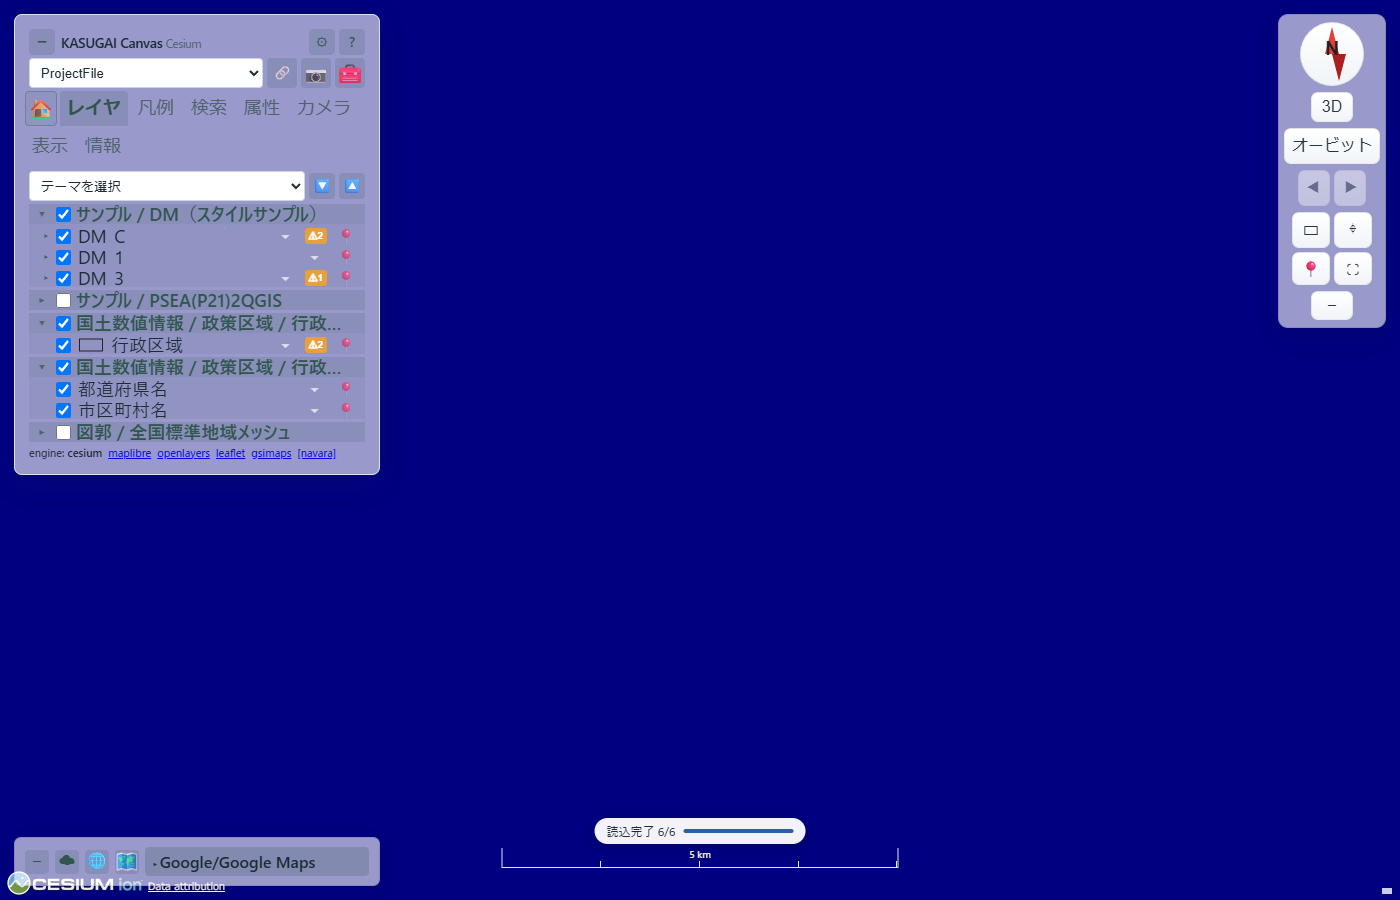 KASUGAI Canvas Cesium
?
ProjectFile
レイヤ 凡例 検索 属性 カメラ
表示 情報
テーマを選択
サンプル / DM（スタイルサンプル）
DM C 2
DM 1
DM 3 1
サンプル / PSEA(P21)2QGIS
国土数値情報 / 政策区域 / 行政...
行政区域 2
国土数値情報 / 政策区域 / 行政...
都道府県名
市区町村名
図郭 / 全国標準地域メッシュ
engine: cesium maplibre openlayers leaflet gsimaps [navara]
N
3D
オービット
読込完了 6/6
5 km
Google/Google Maps
CESIUM ion Data attribution